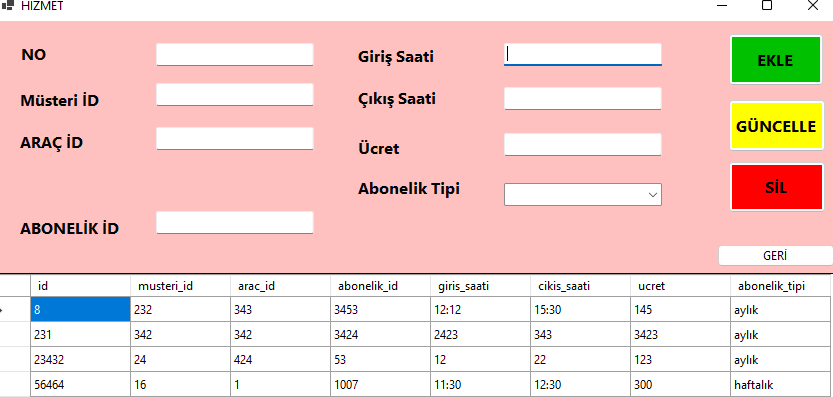 HIZMET
NO
Giriş Saati
EKLE
Müsteri İD
Çıkış Saati
ARAÇ İD
GÜNCELLE
Ücret
Abonelik Tipi
SİL
ABONELİK İD
GERİ
id musteri_id arac_id abonelik_id giris_saati cikis_saati ucret abonelik_tipi
8 232 343 3453 12:12 15:30 145 aylık
231 342 342 3424 2423 343 3423 aylık
23432 24 424 53 12 22 123 aylık
56464 16 1 1007 11:30 12:30 300 haftalık